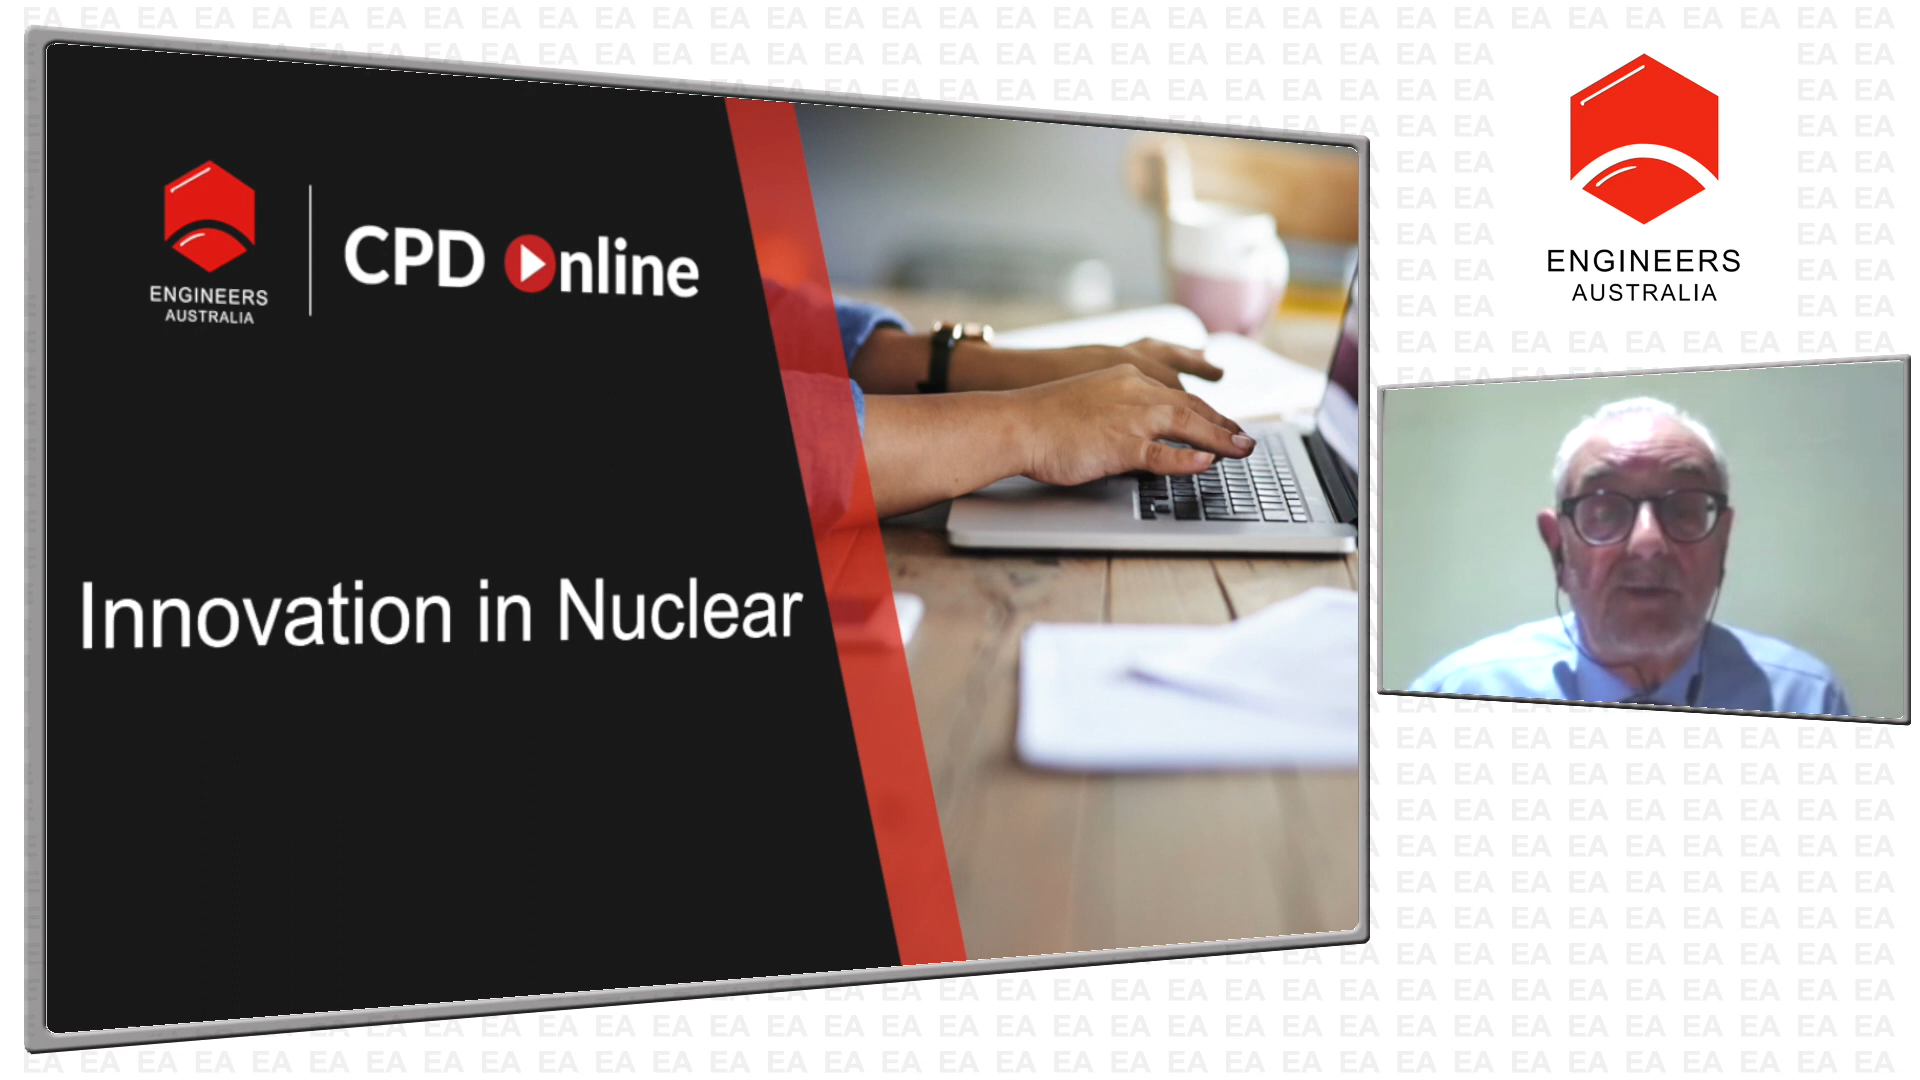 ENGINEERS
AUSTRALIA
CPD Online
Innovation in Nuclear
ENGINEERS
AUSTRALIA